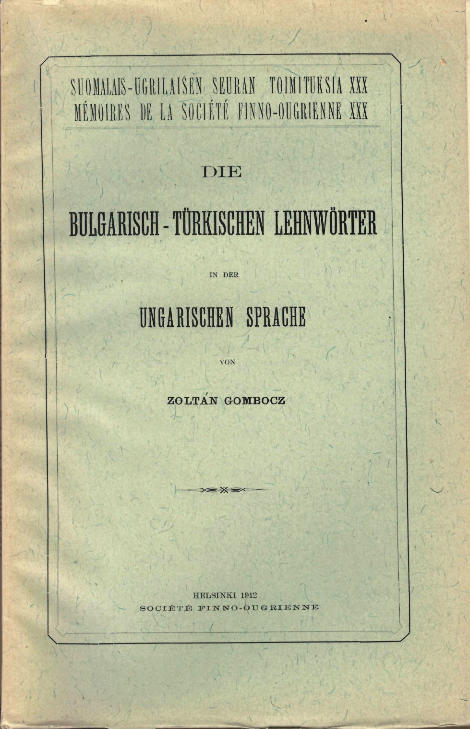 SUOMALAIS-UGRILAISEN SEURAN TOIMITUKSIA XXX
MÉMOIRES DE LA SOCIÉTÉ FINNO-OUGRIENNE XXX
DIE
BULGARISCH-TÜRKISCHEN LEHNWÖRTER
IN DER
UNGARISCHEN SPRACHE
VON
ZOLTÁN GOMBOCZ
HELSINKI 1912
SOCIÉTÉ FINNO-OUGRIENNE